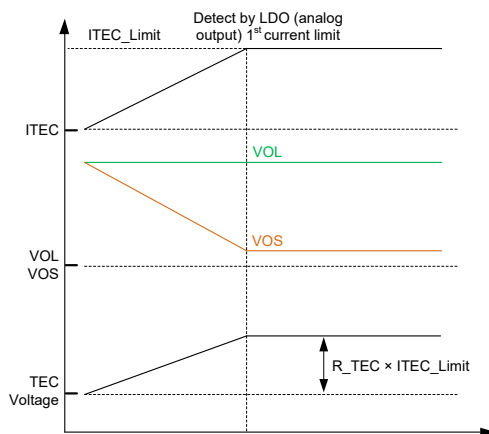 Detect by LDO (analog
output) 1st current limit
ITEC_Limit
ITEC
VOL
VOS
VOL
VOS
TEC
Voltage
R_TEC × ITEC_Limit